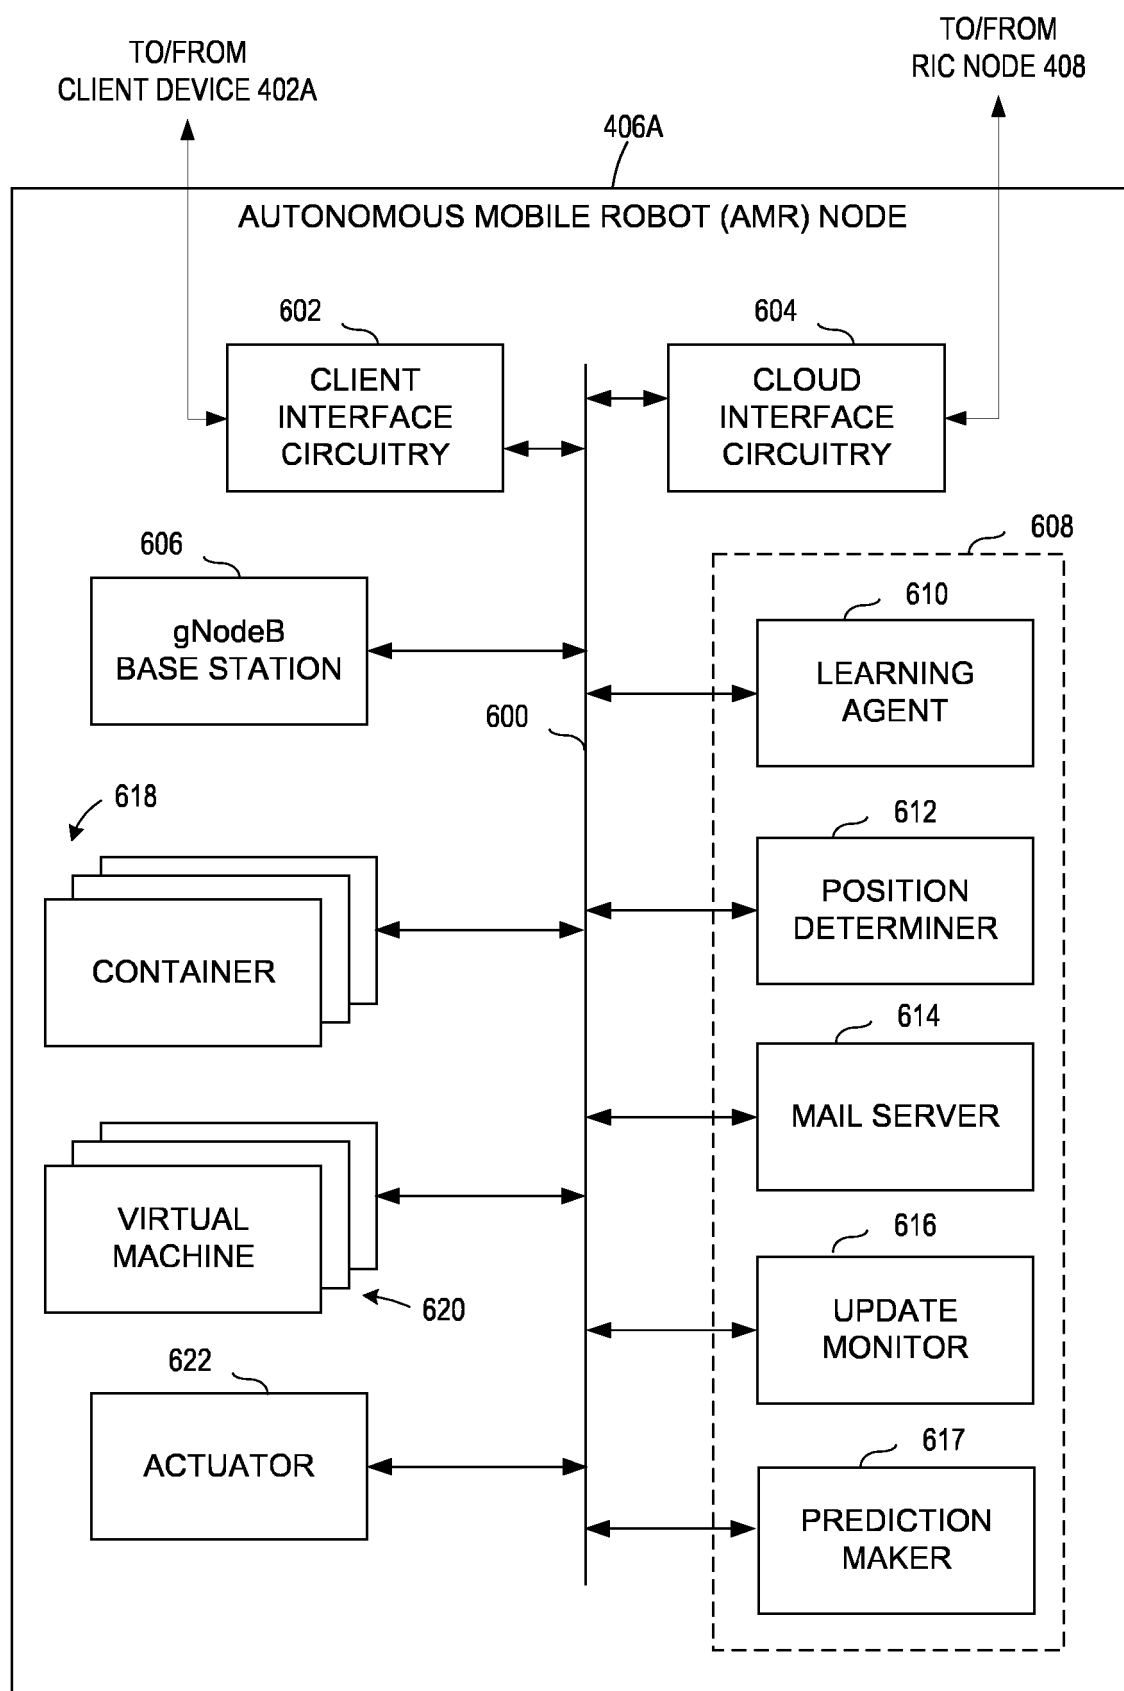 TO/FROM
CLIENT DEVICE 402A
TO/FROM
RIC NODE 408
406A
AUTONOMOUS MOBILE ROBOT (AMR) NODE
602
CLIENT
INTERFACE
CIRCUITRY
604
CLOUD
INTERFACE
CIRCUITRY
606
gNodeB
BASE STATION
608
610
LEARNING
AGENT
600
618
CONTAINER
612
POSITION
DETERMINER
614
MAIL SERVER
VIRTUAL
MACHINE
620
616
UPDATE
MONITOR
622
ACTUATOR
617
PREDICTION
MAKER